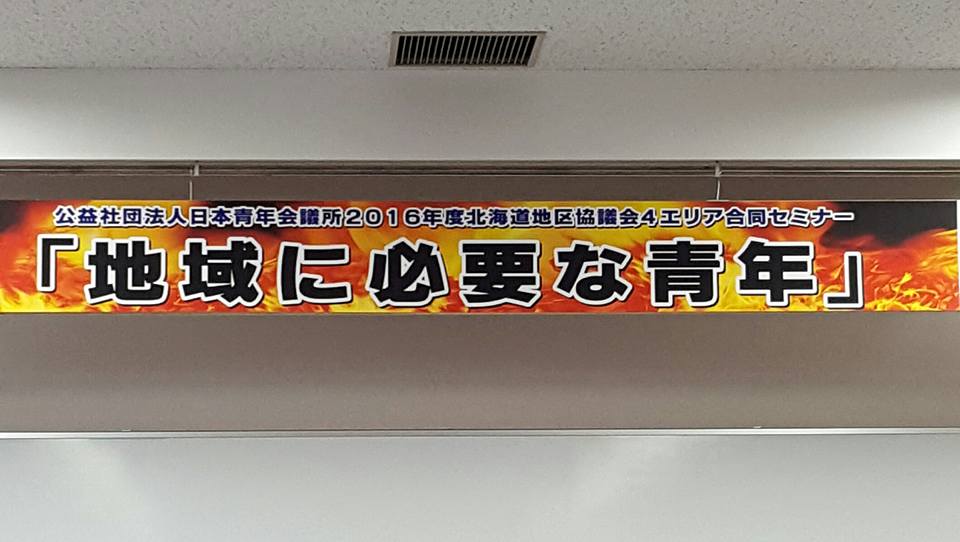 公益社団法人日本青年会議所２０１６年度北海道地区協議会４エリア合同セミナー
「地域に必要な青年」